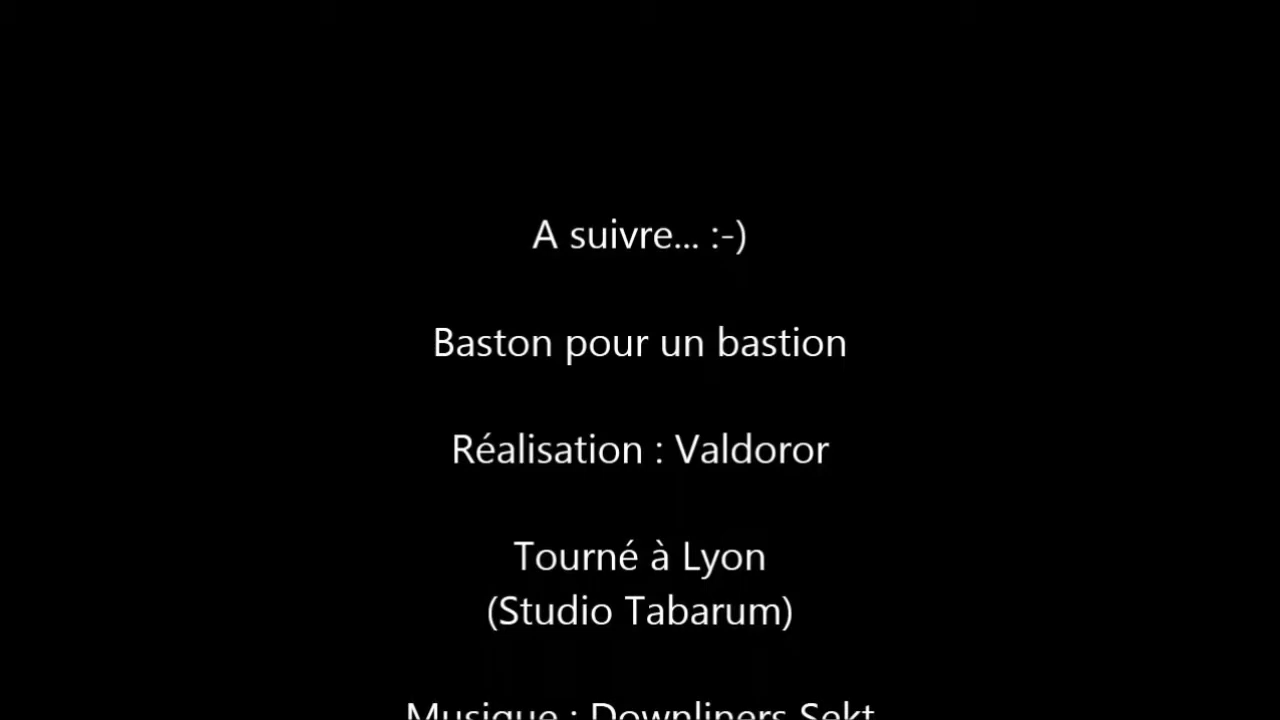 A suivre... :-)
Baston pour un bastion
Réalisation : Valdoror
Tourné à Lyon
(Studio Tabarum)
Musique : Downliners Sekt